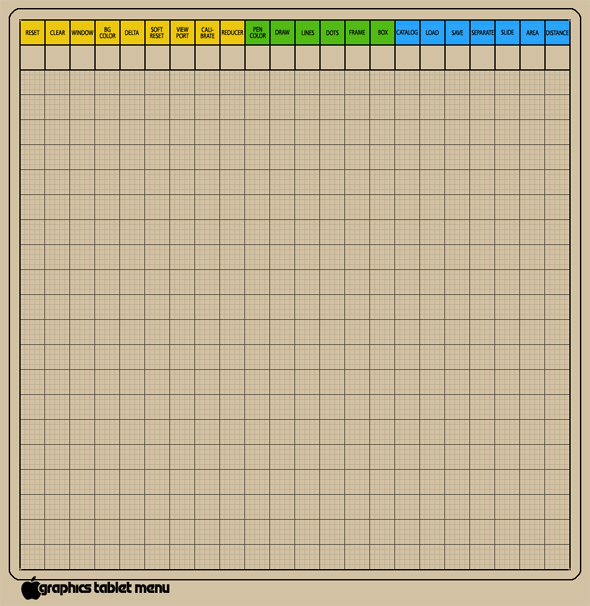 RESET CLEAR WINDOW BG COLOR DELTA SOFT RESET VIEW PORT CALI-BRATE REDUCER PEN COLOR DRAW LINES DOTS FRAME BOX CATALOG LOAD SAVE SEPARATE SLIDE AREA DISTANCE
graphics tablet menu